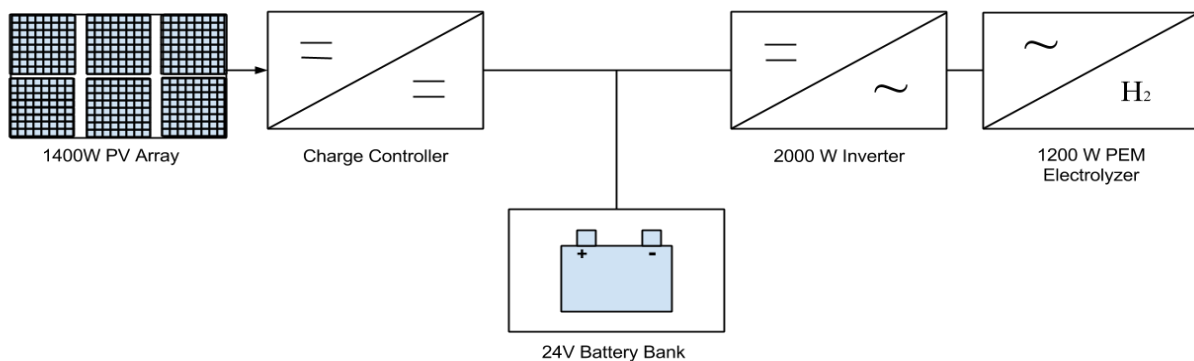 ~
H₂
~
1400W PV Array
Charge Controller
2000 W Inverter
1200 W PEM
Electrolyzer
+ -
24V Battery Bank